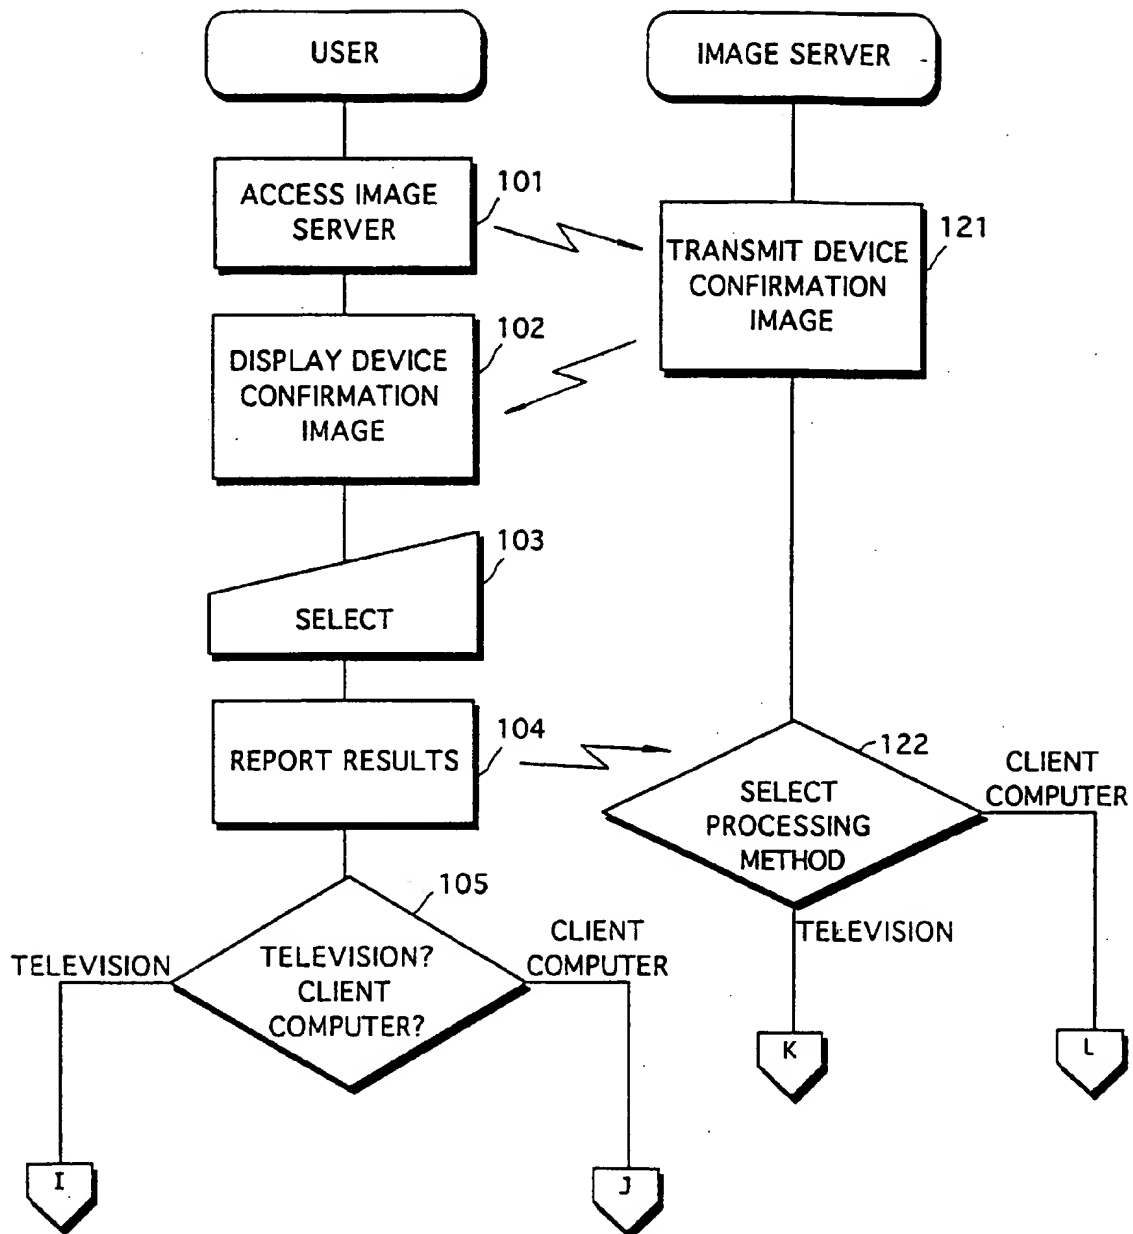 USER
IMAGE SERVER
ACCESS IMAGE
SERVER
101
TRANSMIT DEVICE
CONFIRMATION
IMAGE
121
DISPLAY DEVICE
CONFIRMATION
IMAGE
102
SELECT
103
REPORT RESULTS
104
SELECT
PROCESSING
METHOD
122
CLIENT
COMPUTER
TELEVISION
TELEVISION?
CLIENT
COMPUTER?
105
TELEVISION
CLIENT
COMPUTER
K
L
I
J